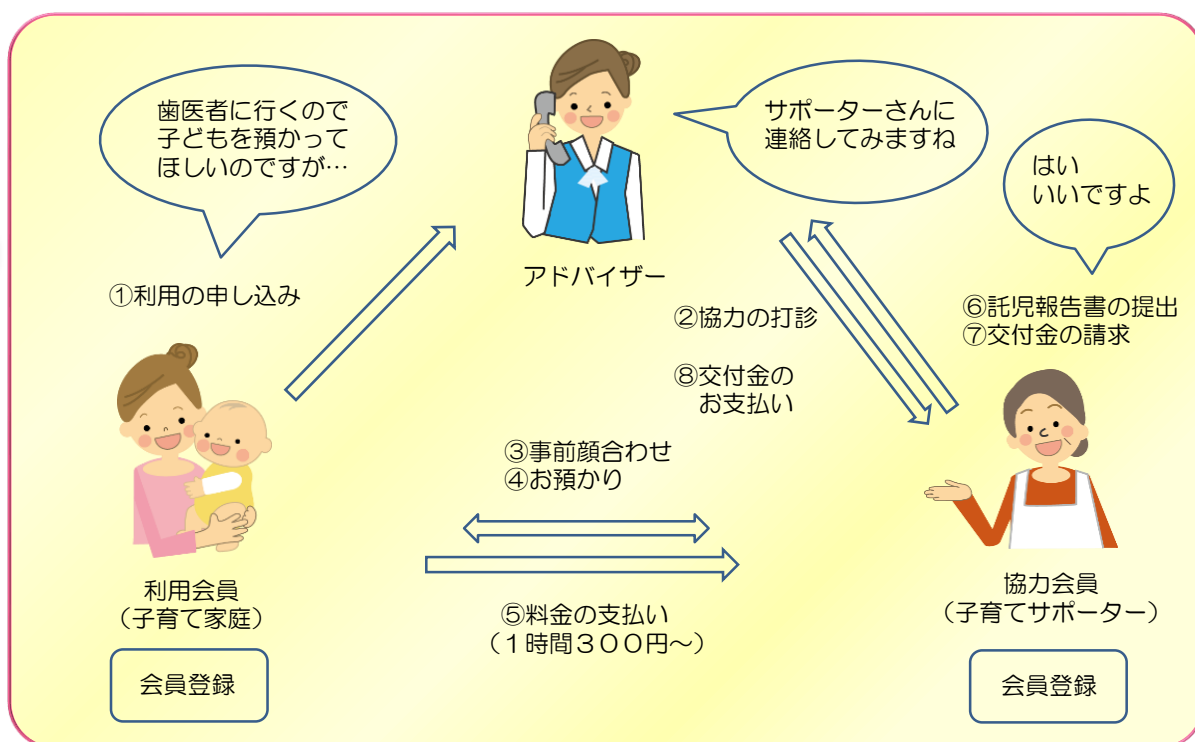 歯医者に行くので
子どもを預かって
ほしいのですが…
サポーターさんに
連絡してみますね
はい
いいですよ
アドバイザー
①利用の申し込み
②協力の打診
⑧交付金の
お支払い
⑥託児報告書の提出
⑦交付金の請求
③事前顔合わせ
④お預かり
利用会員
（子育て家庭）
⑤料金の支払い
（１時間３００円～）
協力会員
（子育てサポーター）
会員登録
会員登録